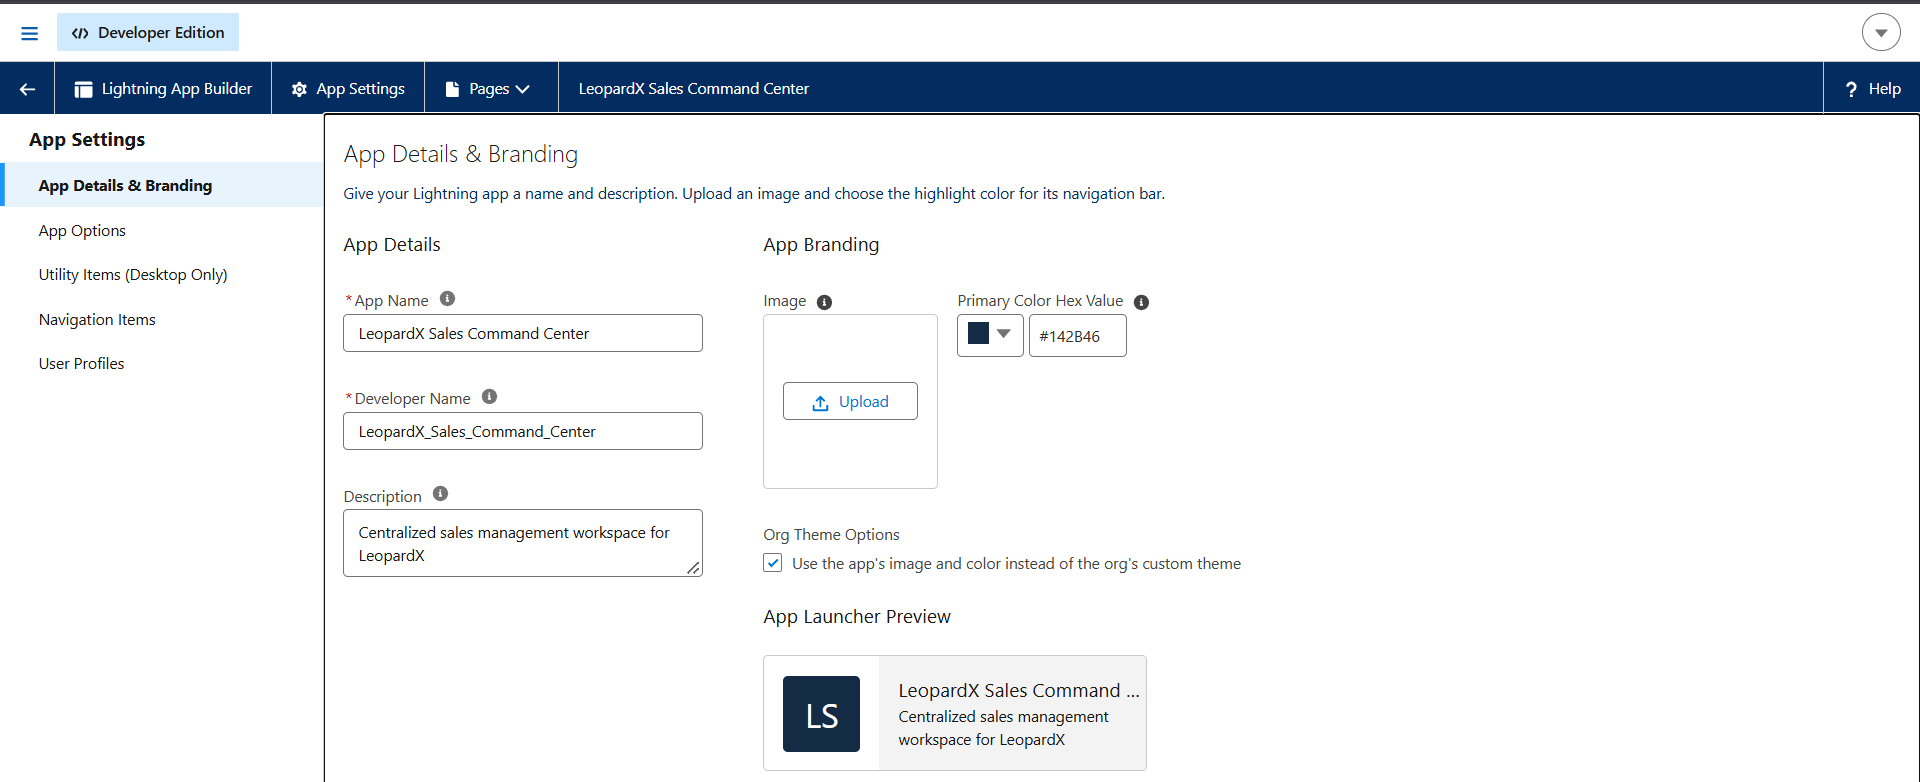 Developer Edition
Lightning App Builder
App Settings
Pages
LeopardX Sales Command Center
? Help
App Settings
App Details & Branding
App Options
Utility Items (Desktop Only)
Navigation Items
User Profiles
App Details & Branding
Give your Lightning app a name and description. Upload an image and choose the highlight color for its navigation bar.
App Details
*App Name
LeopardX Sales Command Center
*Developer Name
LeopardX_Sales_Command_Center
Description
Centralized sales management workspace for
LeopardX
App Branding
Image
Upload
Primary Color Hex Value
#142B46
Org Theme Options
Use the app's image and color instead of the org's custom theme
App Launcher Preview
LS
LeopardX Sales Command ...
Centralized sales management
workspace for LeopardX